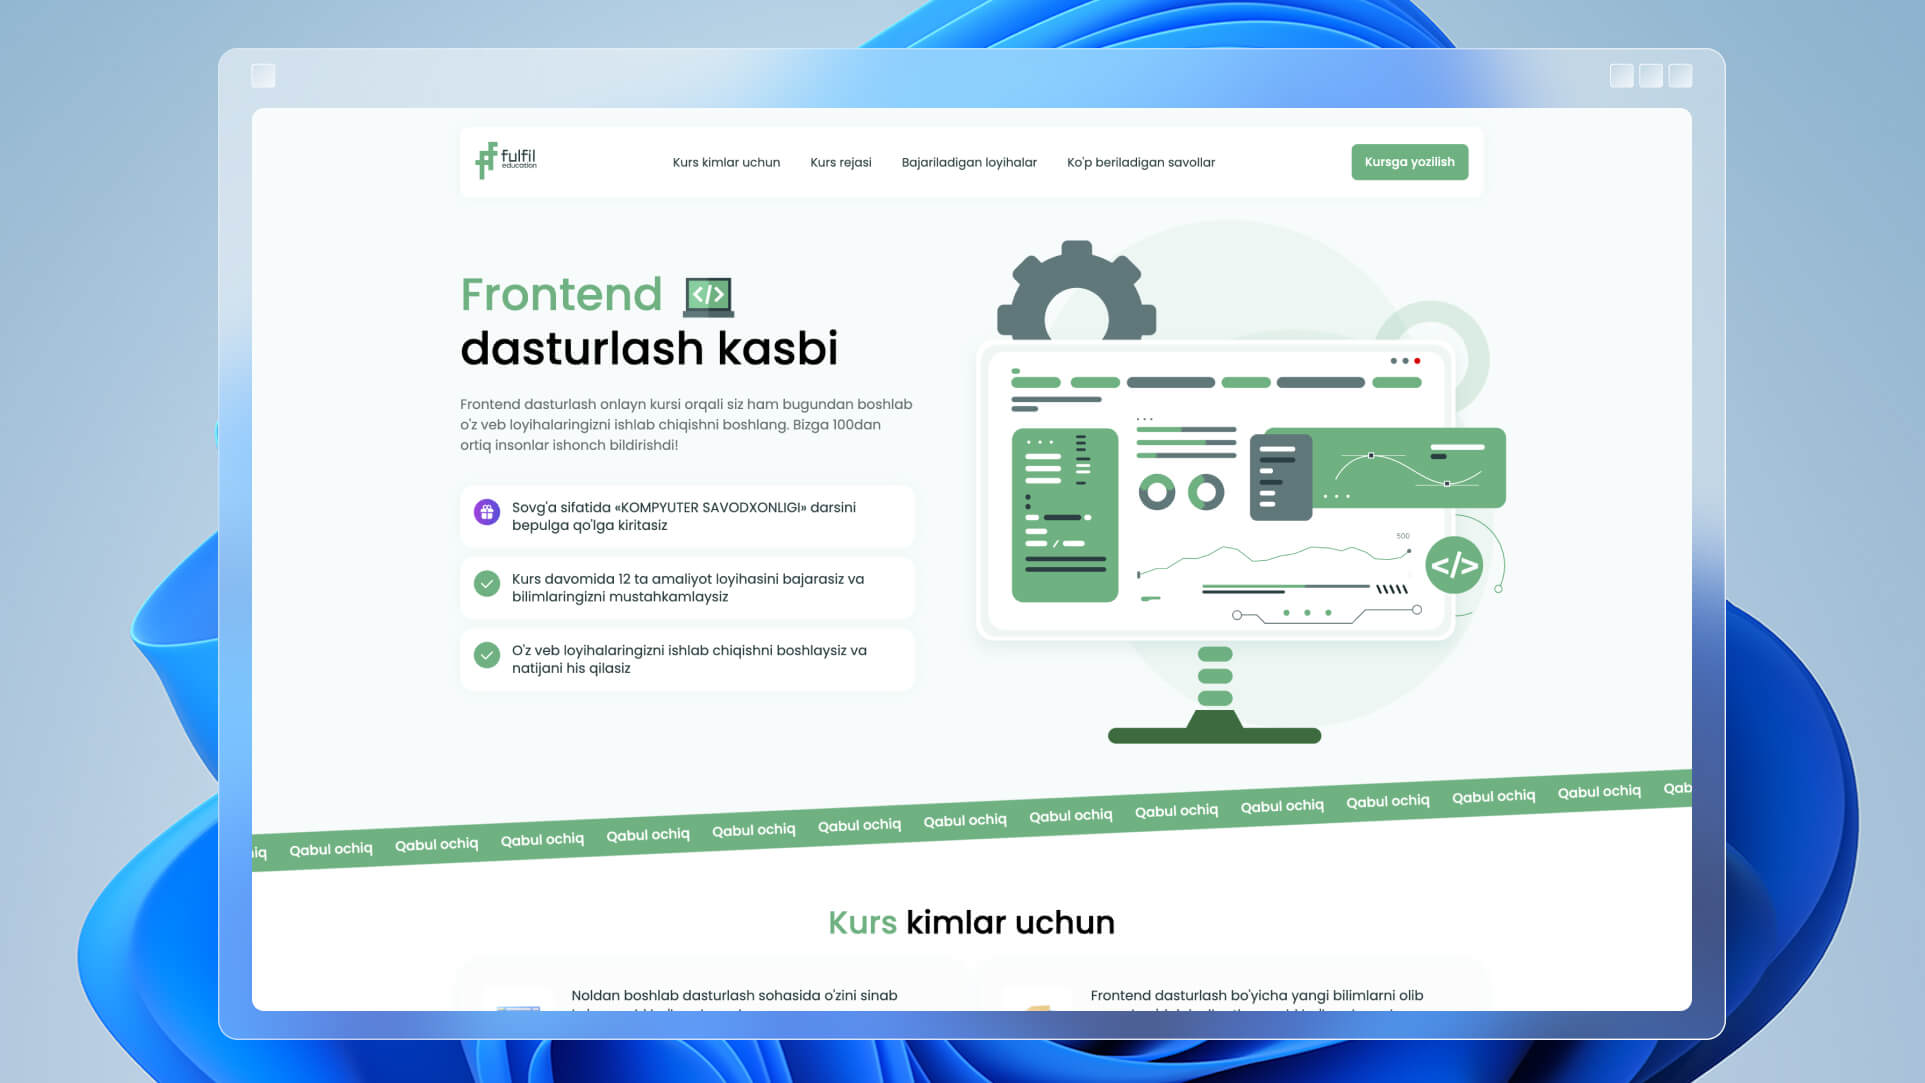 fulfil
education
Kurs kimlar uchun
Kurs rejasi
Bajariladigan loyihalar
Ko'p beriladigan savollar
Kursga yozilish
Frontend </>
dasturlash kasbi
Frontend dasturlash onlayn kursi orqali siz ham bugundan boshlab
o'z veb loyihalaringizni ishlab chiqishni boshlang. Bizga 100dan
ortiq insonlar ishonch bildirishdi!
Sovg'a sifatida «KOMPYUTER SAVODXONLIGI» darsini
bepulga qo'lga kiritasiz
Kurs davomida 12 ta amaliyot loyihasini bajarasiz va
bilimlaringizni mustahkamlaysiz
O'z veb loyihalaringizni ishlab chiqishni boshlaysiz va
natijani his qilasiz
500
</>
iq Qabul ochiq Qabul ochiq Qabul ochiq Qabul ochiq Qabul ochiq Qabul ochiq Qabul ochiq Qabul ochiq Qabul ochiq Qabul ochiq Qabul ochiq Qabul ochiq Qabul ochiq Qab
Kurs kimlar uchun
Noldan boshlab dasturlash sohasida o'zini sinab
Frontend dasturlash bo'yicha yangi bilimlarni olib